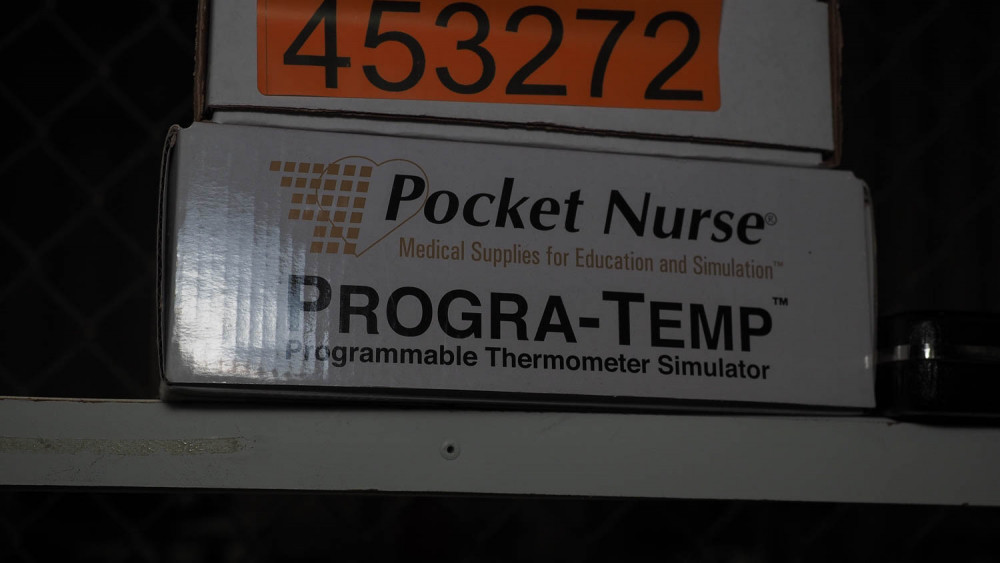 453272
Pocket Nurse®
Medical Supplies for Education and Simulation™
PROGRA-TEMP™
Programmable Thermometer Simulator